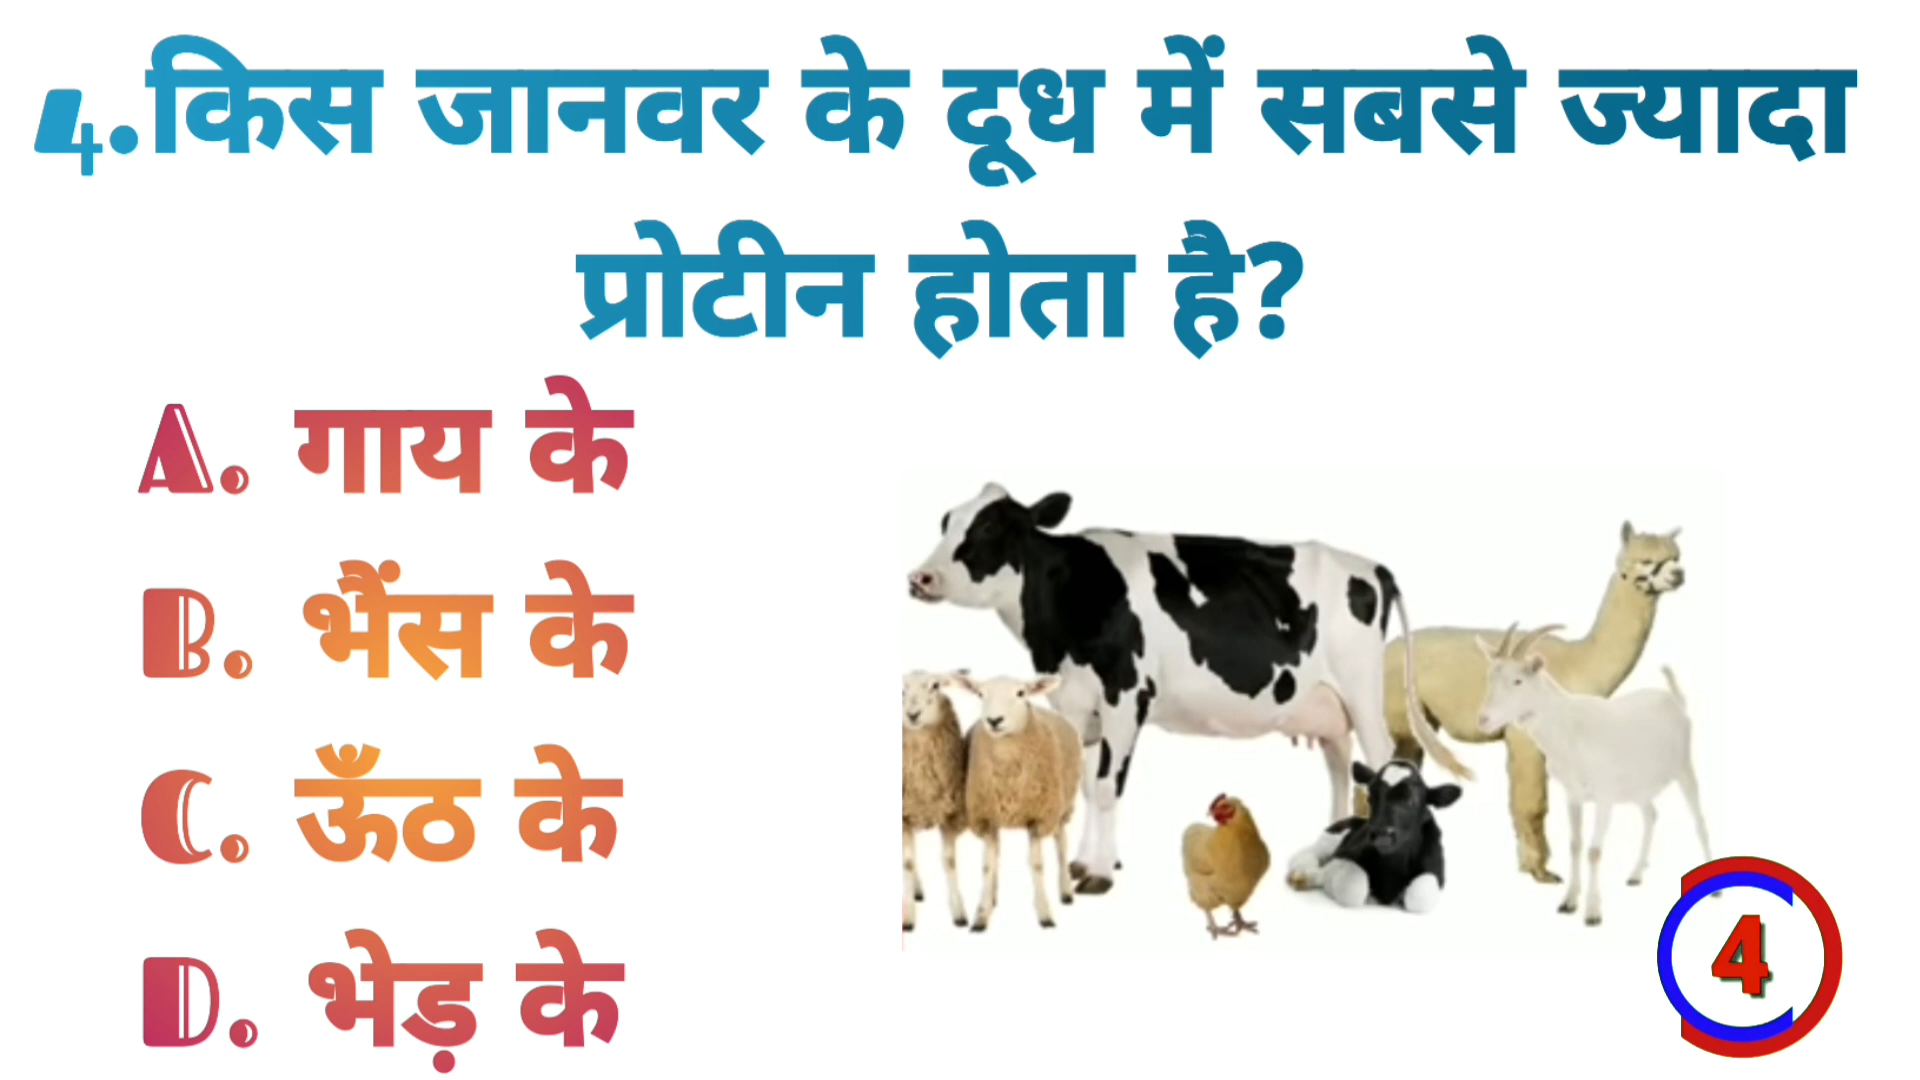 4.किस जानवर के दूध में सबसे ज्यादा
प्रोटीन होता है?
A. गाय के
B. भैंस के
C. ऊँठ के
D. भेड़ के
4